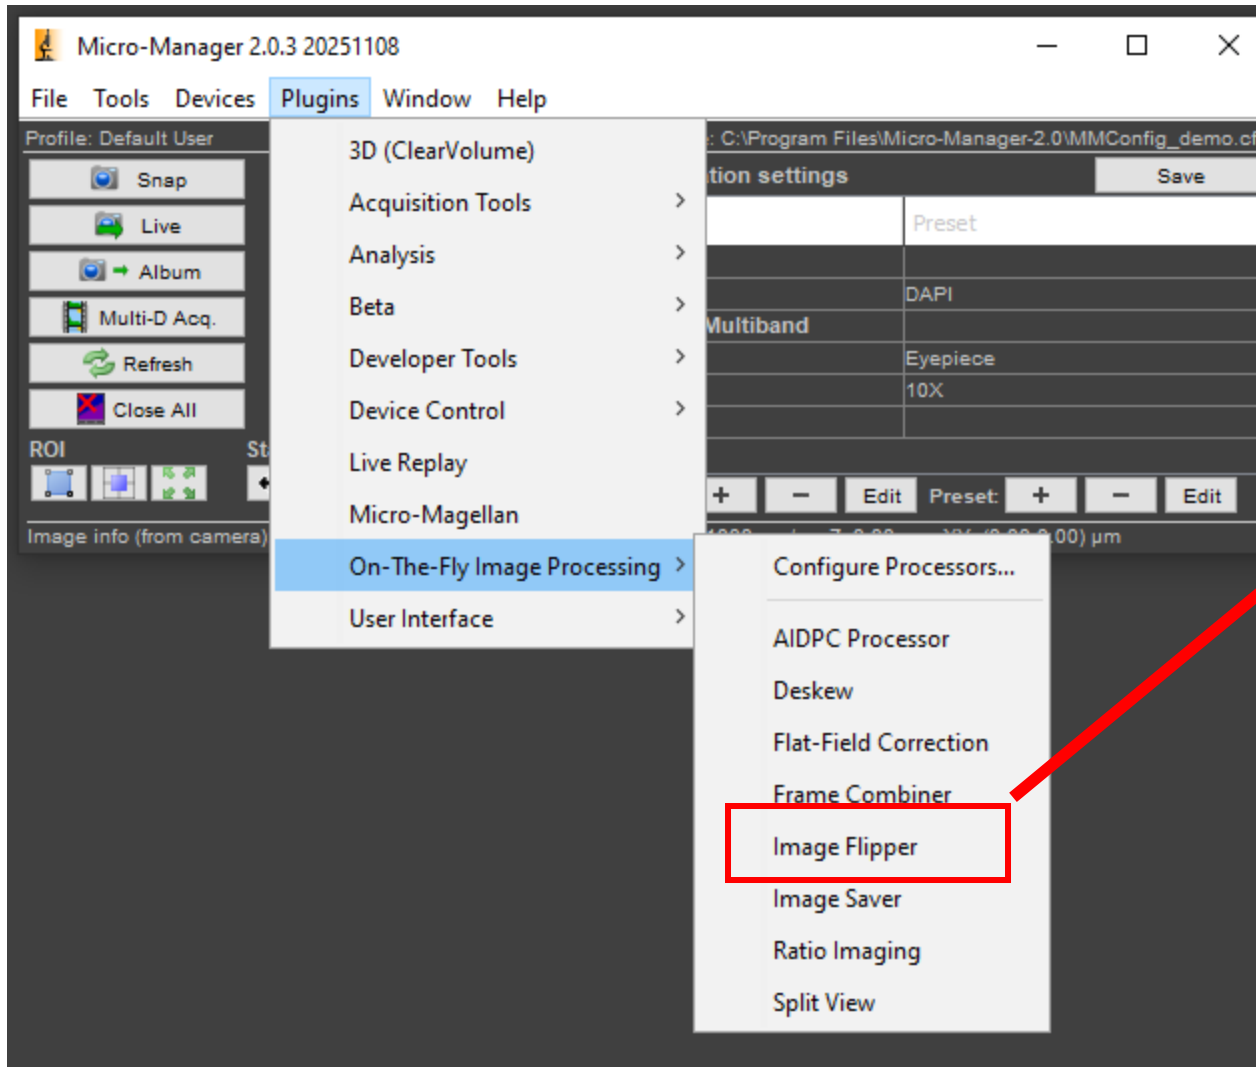 Micro-Manager 2.0.3 20251108
File Tools Devices Plugins Window Help
Profile: Default User
: C:\Program Files\Micro-Manager-2.0\MMConfig_demo.cf
Snap
Live
Album
Multi-D Acq.
Refresh
Close All
ROI
St
Image info (from camera)
3D (ClearVolume)
Acquisition Tools
Analysis
Beta
Developer Tools
Device Control
Live Replay
Micro-Magellan
On-The-Fly Image Processing
User Interface
tion settings
Save
Preset
DAPI
Multiband
Eyepiece
10X
+ − Edit Preset: + − Edit
.00) µm
Configure Processors...
AIDPC Processor
Deskew
Flat-Field Correction
Frame Combiner
Image Flipper
Image Saver
Ratio Imaging
Split View